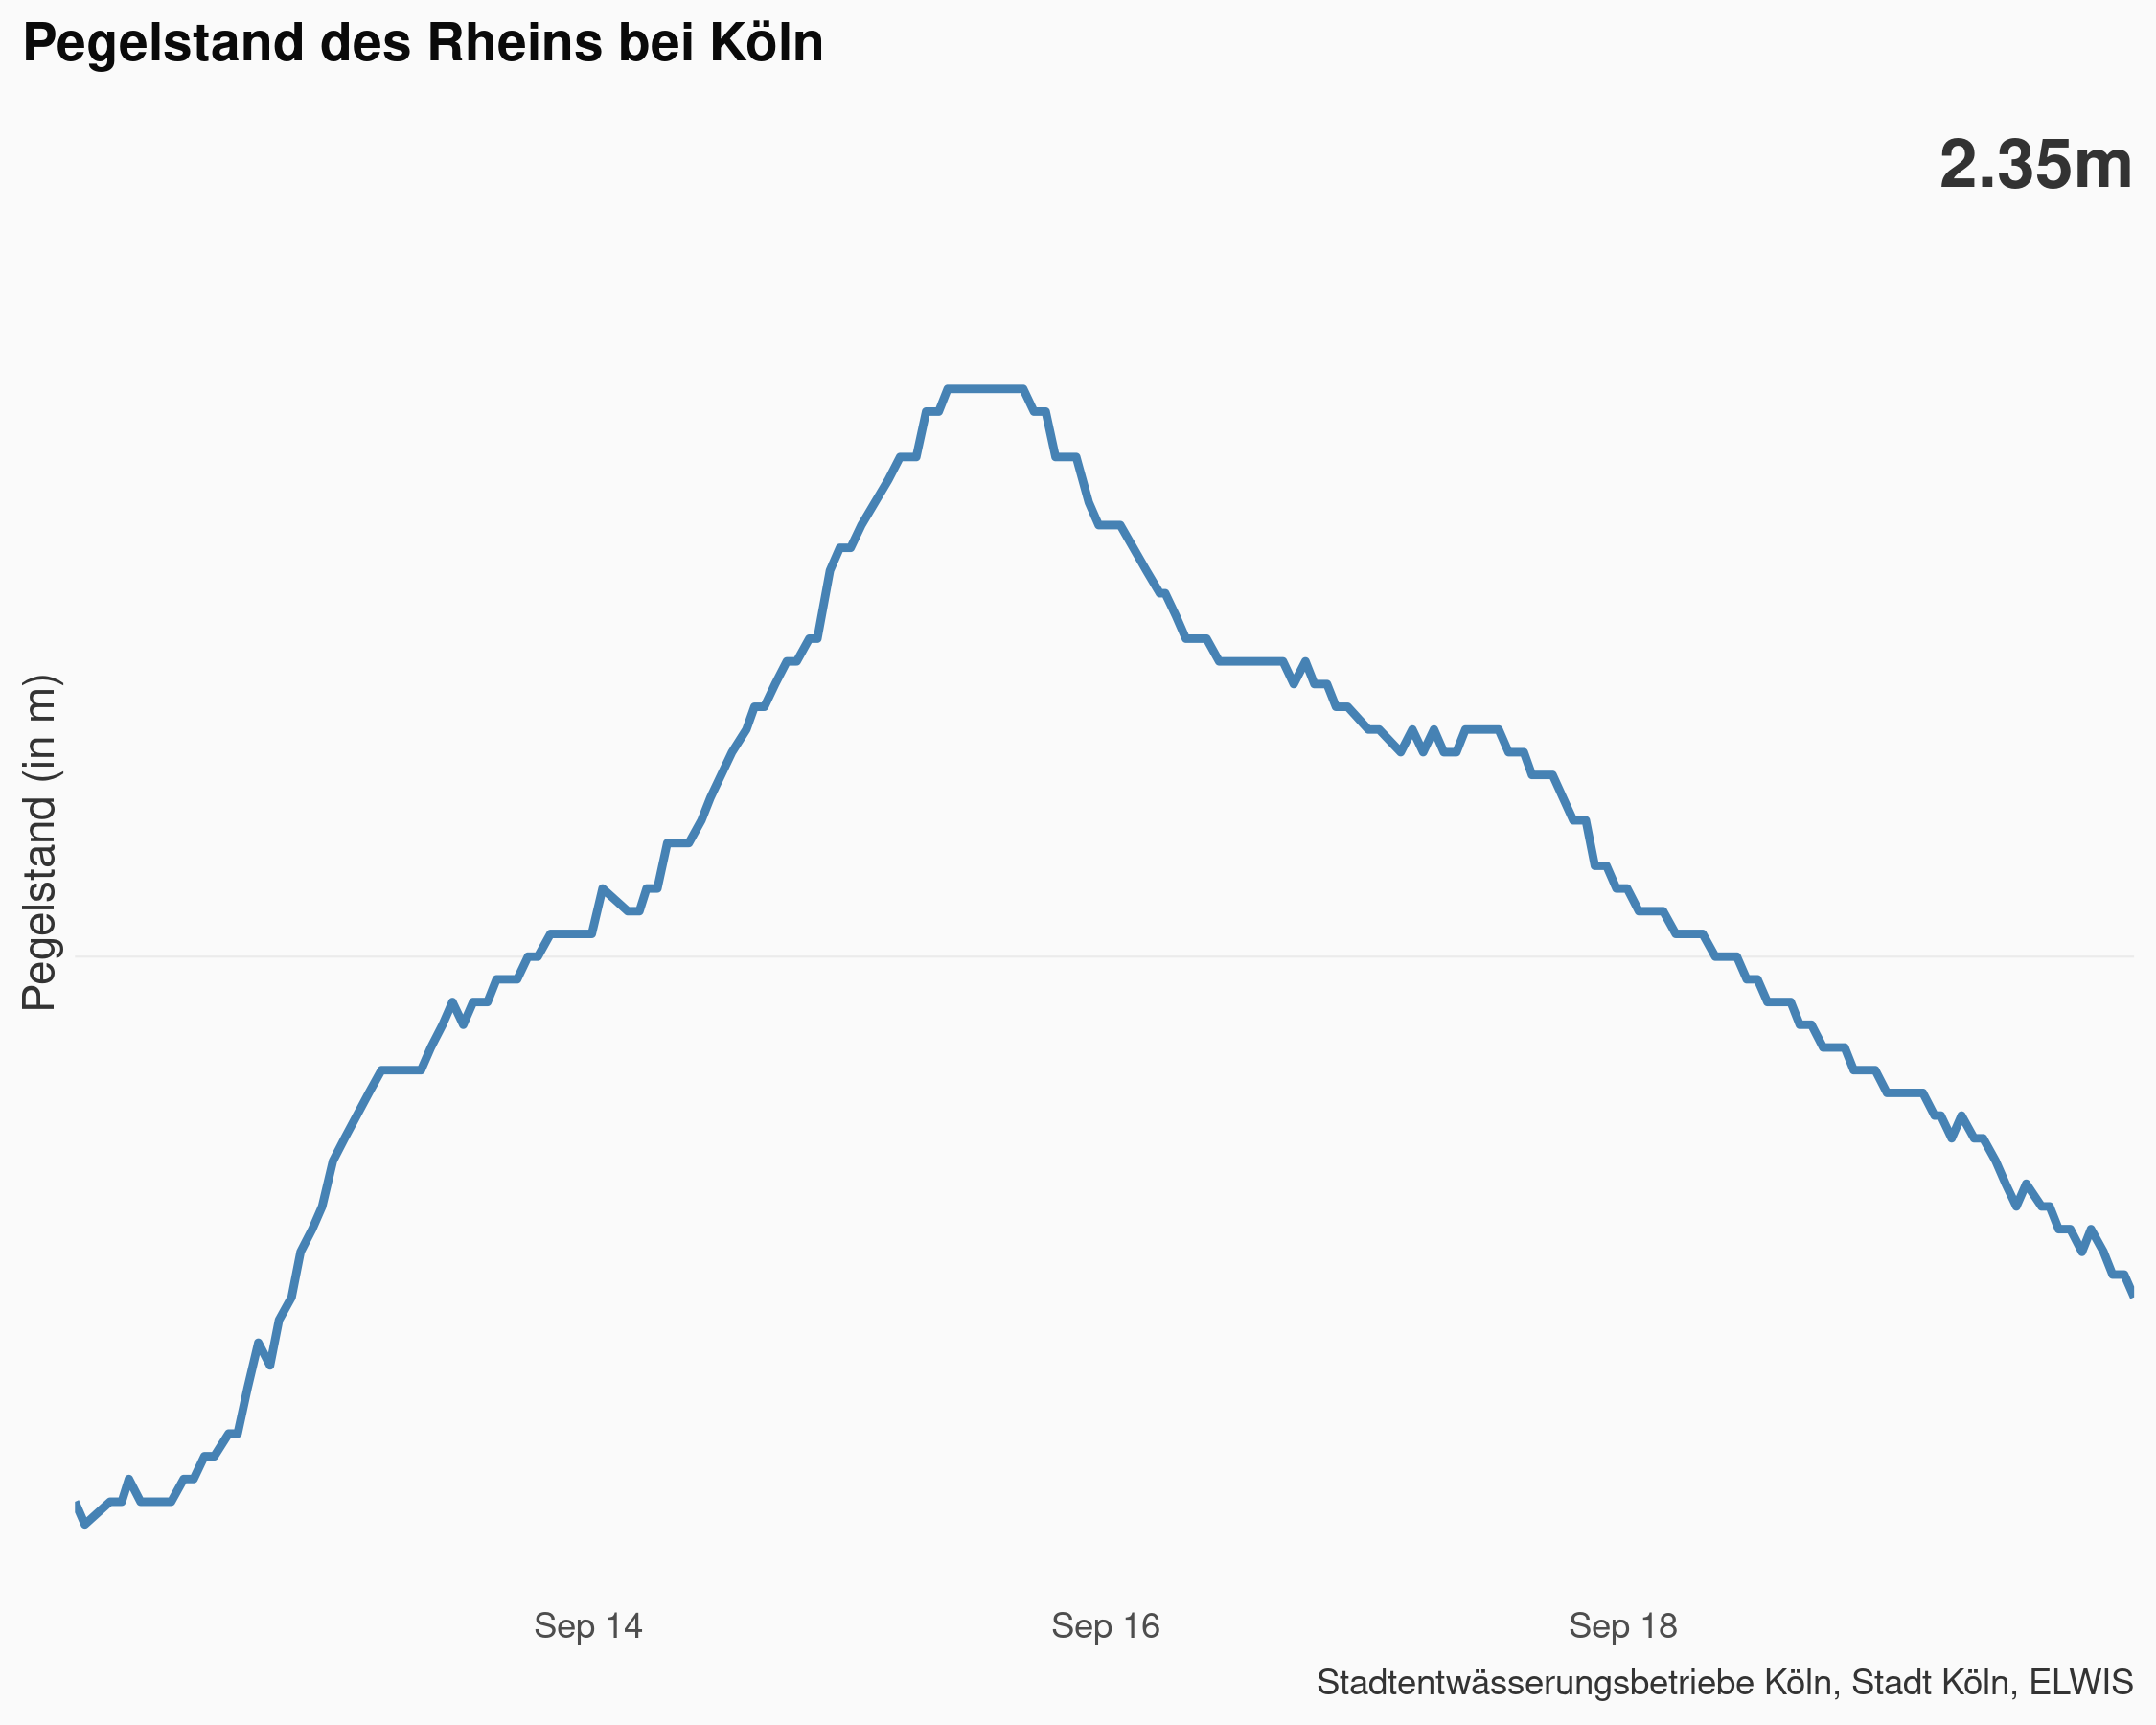 Pegelstand des Rheins bei Köln
2.35m
Pegelstand (in m)
Sep 14
Sep 16
Sep 18
Stadtentwässerungsbetriebe Köln, Stadt Köln, ELWIS